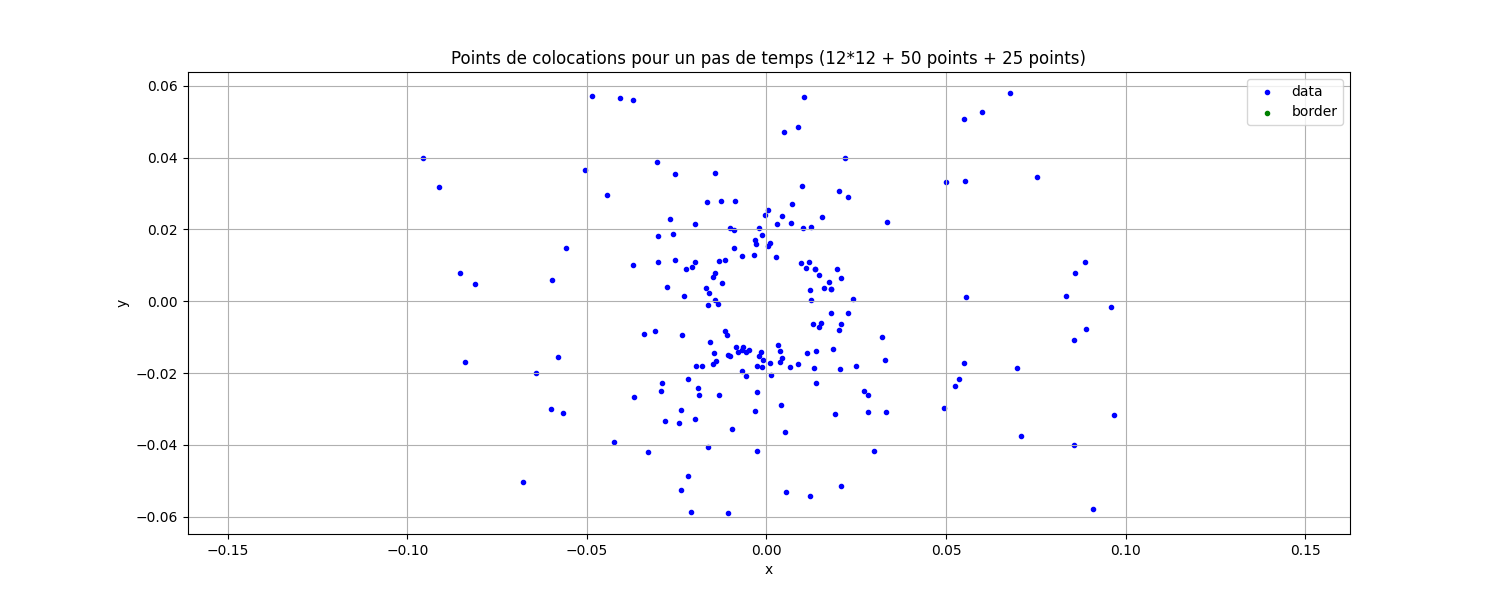 Points de colocations pour un pas de temps (12*12 + 50 points + 25 points)
data
border
0.06
0.04
0.02
0.00
−0.02
−0.04
−0.06
y
−0.15
−0.10
−0.05
0.00
0.05
0.10
0.15
x